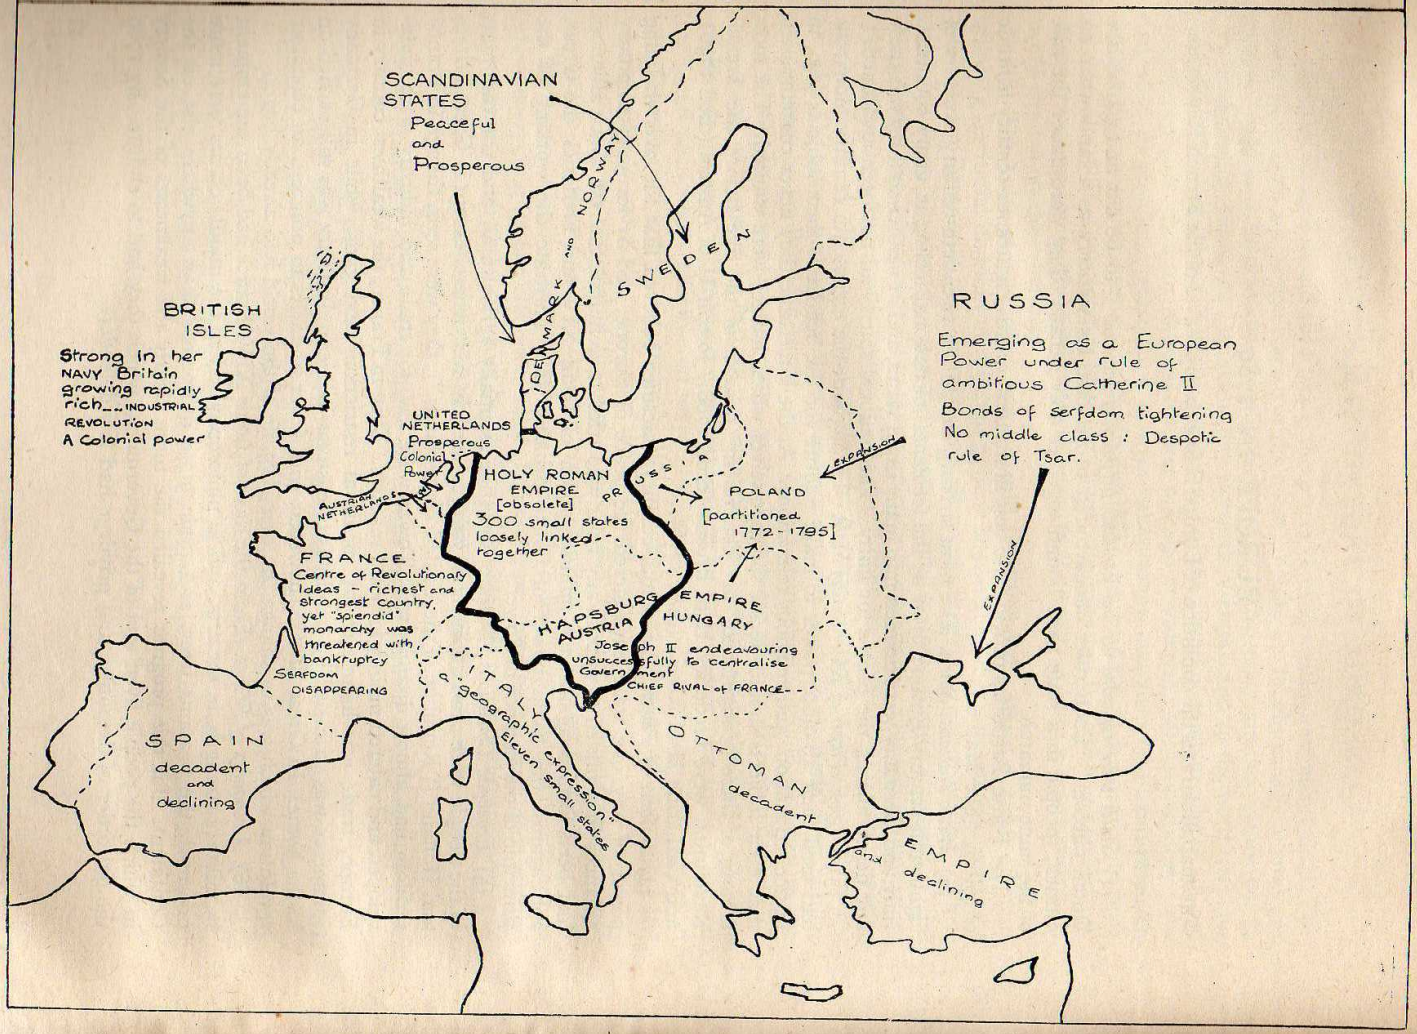 SCANDINAVIAN
STATES
Peaceful
and
Prosperous
DENMARK AND NORWAY
SWEDEN
BRITISH
ISLES
Strong in her
NAVY Britain
growing rapidly
rich...INDUSTRIAL
REVOLUTION
A Colonial power
UNITED
NETHERLANDS
Prosperous
Colonial
Power
AUSTRIAN
NETHERLANDS
HOLY ROMAN
EMPIRE
[obsolete]
300 small states
loosely linked
together
PRUSSIA
POLAND
[partitioned
1772-1795]
RUSSIA
Emerging as a European
Power under rule of
ambitious Catherine II
Bonds of serfdom tightening
No middle class : Despotic
rule of Tsar.
EXPANSION
EXPANSION
FRANCE
Centre of Revolutionary
Ideas - richest and
strongest country,
yet "splendid"
monarchy was
threatened with
bankruptcy
SERFDOM
DISAPPEARING
HAPSBURG EMPIRE
AUSTRIA HUNGARY
Joseph II endeavouring
unsuccessfully to centralise
Government
CHIEF RIVAL of FRANCE
ITALY
a "geographic expression"
Eleven small states
SPAIN
decadent
and
declining
OTTOMAN EMPIRE
decadent and declining